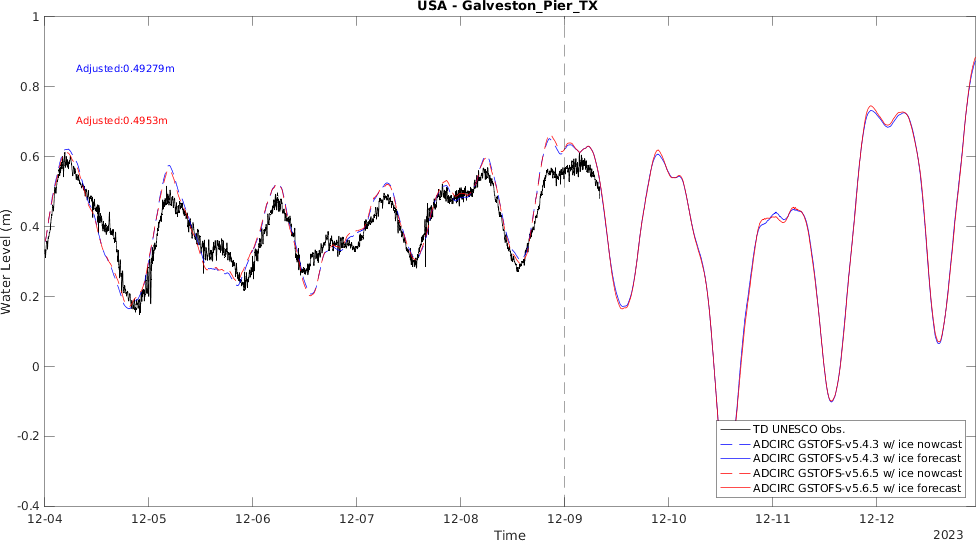 USA - Galveston_Pier_TX
1
0.8
0.6
0.4
0.2
0
-0.2
-0.4
Water Level (m)
Adjusted:0.49279m
Adjusted:0.4953m
TD UNESCO Obs.
ADCIRC GSTOFS-v5.4.3 w/ ice nowcast
ADCIRC GSTOFS-v5.4.3 w/ ice forecast
ADCIRC GSTOFS-v5.6.5 w/ ice nowcast
ADCIRC GSTOFS-v5.6.5 w/ ice forecast
12-04 12-05 12-06 12-07 12-08 12-09 12-10 12-11 12-12
Time
2023